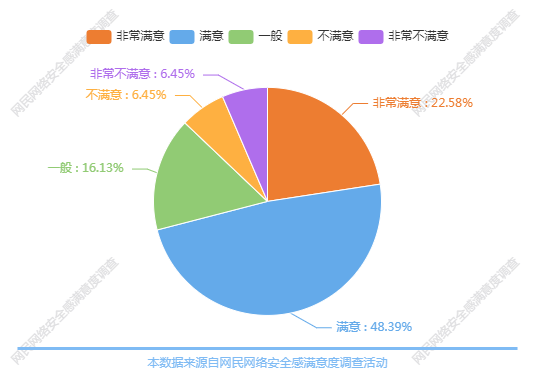 网民网络安全感满意度调查
网民网络安全感满意度调查
非常满意 满意 一般 不满意 非常不满意
非常不满意 : 6.45%
不满意 : 6.45%
非常满意 : 22.58%
一般 : 16.13%
网民网络安全感满意度调查
网民网络安全感满意度调查
满意 : 48.39%
本数据来源自网民网络安全感满意度调查活动